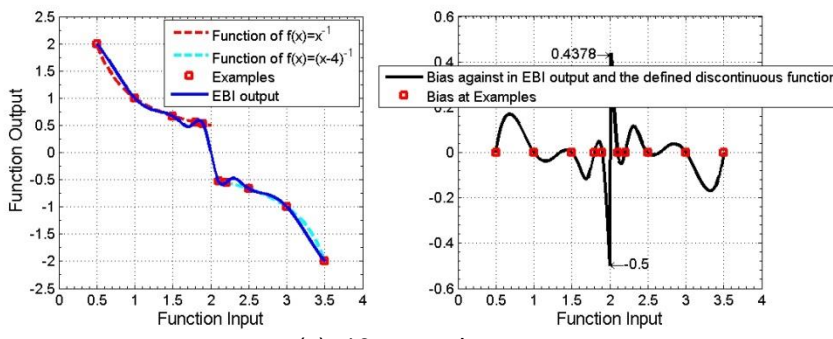 2.5
2
1.5
1
0.5
0
-0.5
-1
-1.5
-2
-2.5
0 0.5 1 1.5 2 2.5 3 3.5 4
Function Output
Function Input
Function of f(x)=x⁻¹
Function of f(x)=(x-4)⁻¹
Examples
EBI output
0.6
0.4378
Bias against in EBI output and the defined discontinuous function
Bias at Examples
0.2
0
-0.2
-0.4
-0.5
-0.6
0 0.5 1 1.5 2 2.5 3 3.5 4
Function Input